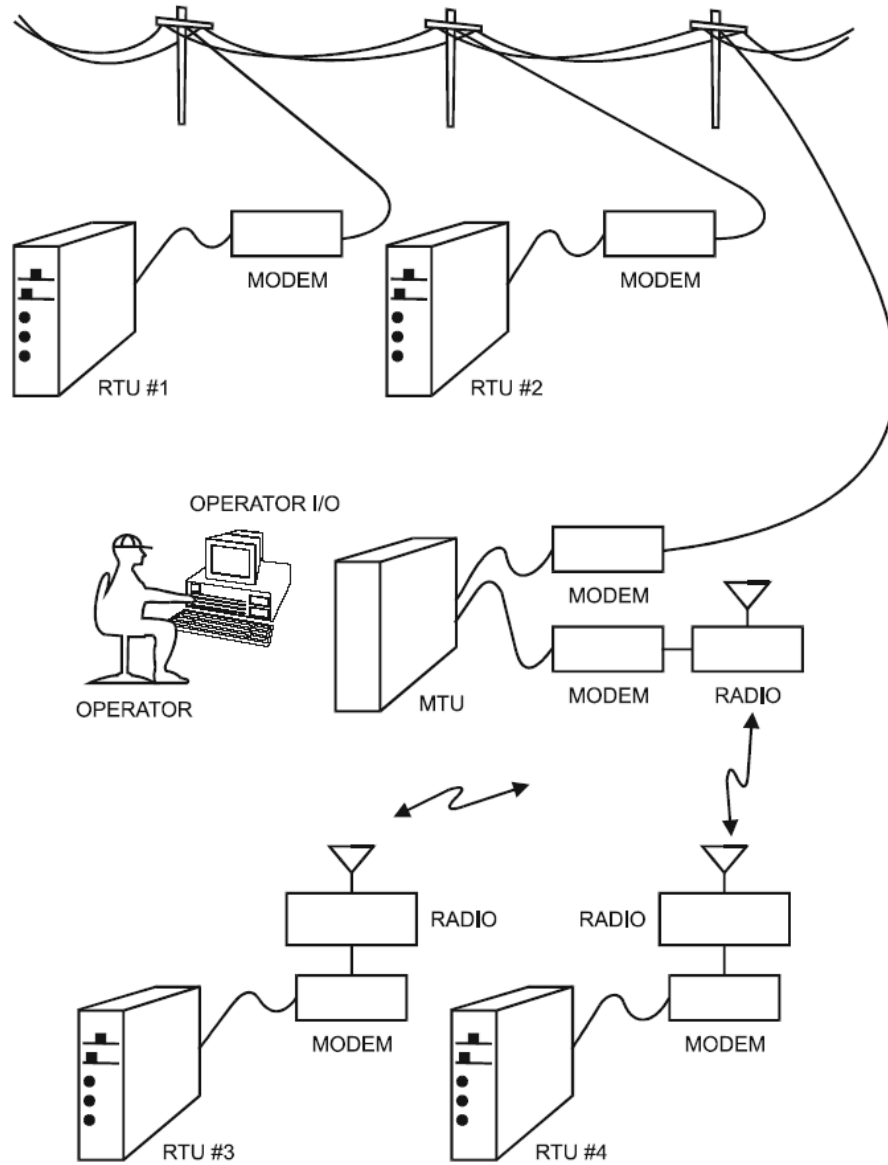 MODEM
MODEM
RTU #1
RTU #2
OPERATOR I/O
MODEM
OPERATOR
MTU
MODEM
RADIO
RADIO
RADIO
MODEM
MODEM
RTU #3
RTU #4